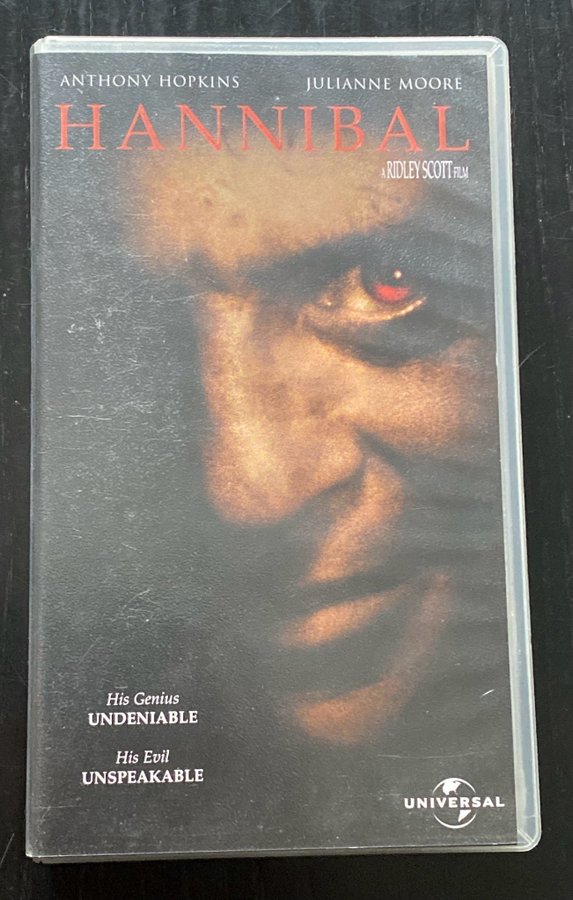 ANTHONY HOPKINS JULIANNE MOORE
HANNIBAL
A RIDLEY SCOTT FILM
His Genius
UNDENIABLE
His Evil
UNSPEAKABLE
UNIVERSAL